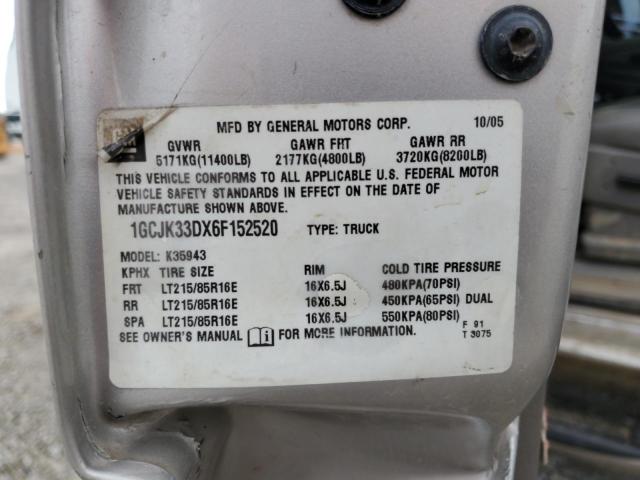 GM
MFD BY GENERAL MOTORS CORP. 10/05
GVWR GAWR FRT GAWR RR
5171KG(11400LB) 2177KG(4800LB) 3720KG(8200LB)
THIS VEHICLE CONFORMS TO ALL APPLICABLE U.S. FEDERAL MOTOR
VEHICLE SAFETY STANDARDS IN EFFECT ON THE DATE OF
MANUFACTURE SHOWN ABOVE.
1GCJK33DX6F152520 TYPE: TRUCK
MODEL: K35943
KPHX TIRE SIZE RIM COLD TIRE PRESSURE
FRT LT215/85R16E 16X6.5J 480KPA(70PSI)
RR LT215/85R16E 16X6.5J 450KPA(65PSI) DUAL
SPA LT215/85R16E 16X6.5J 550KPA(80PSI)
SEE OWNER'S MANUAL FOR MORE INFORMATION. F 91
T 3075